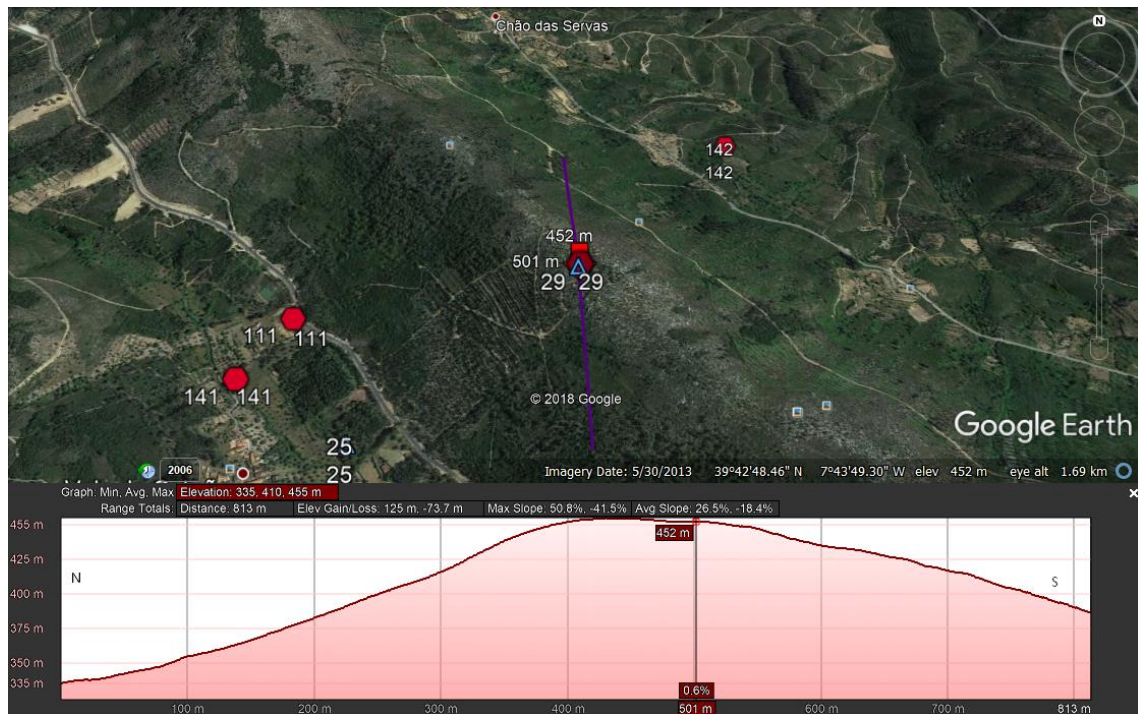 N
Chão das Servas
142
142
452 m
501 m
29 29
111 111
141 141
25
25
© 2018 Google
Google Earth
2006
Imagery Date: 5/30/2013 39°42'48.46" N 7°43'49.30" W elev 452 m eye alt 1.69 km
Graph: Min, Avg. Max Elevation: 335, 410, 455 m
Range Totals: Distance: 813 m Elev Gain/Loss: 125 m. -73.7 m Max Slope: 50.8%, -41.5% Avg Slope: 26.5%, -18.4%
455 m
452 m
425 m
N S
400 m
375 m
350 m
335 m
0.6%
100 m 200 m 300 m 400 m 501 m 600 m 700 m 813 m